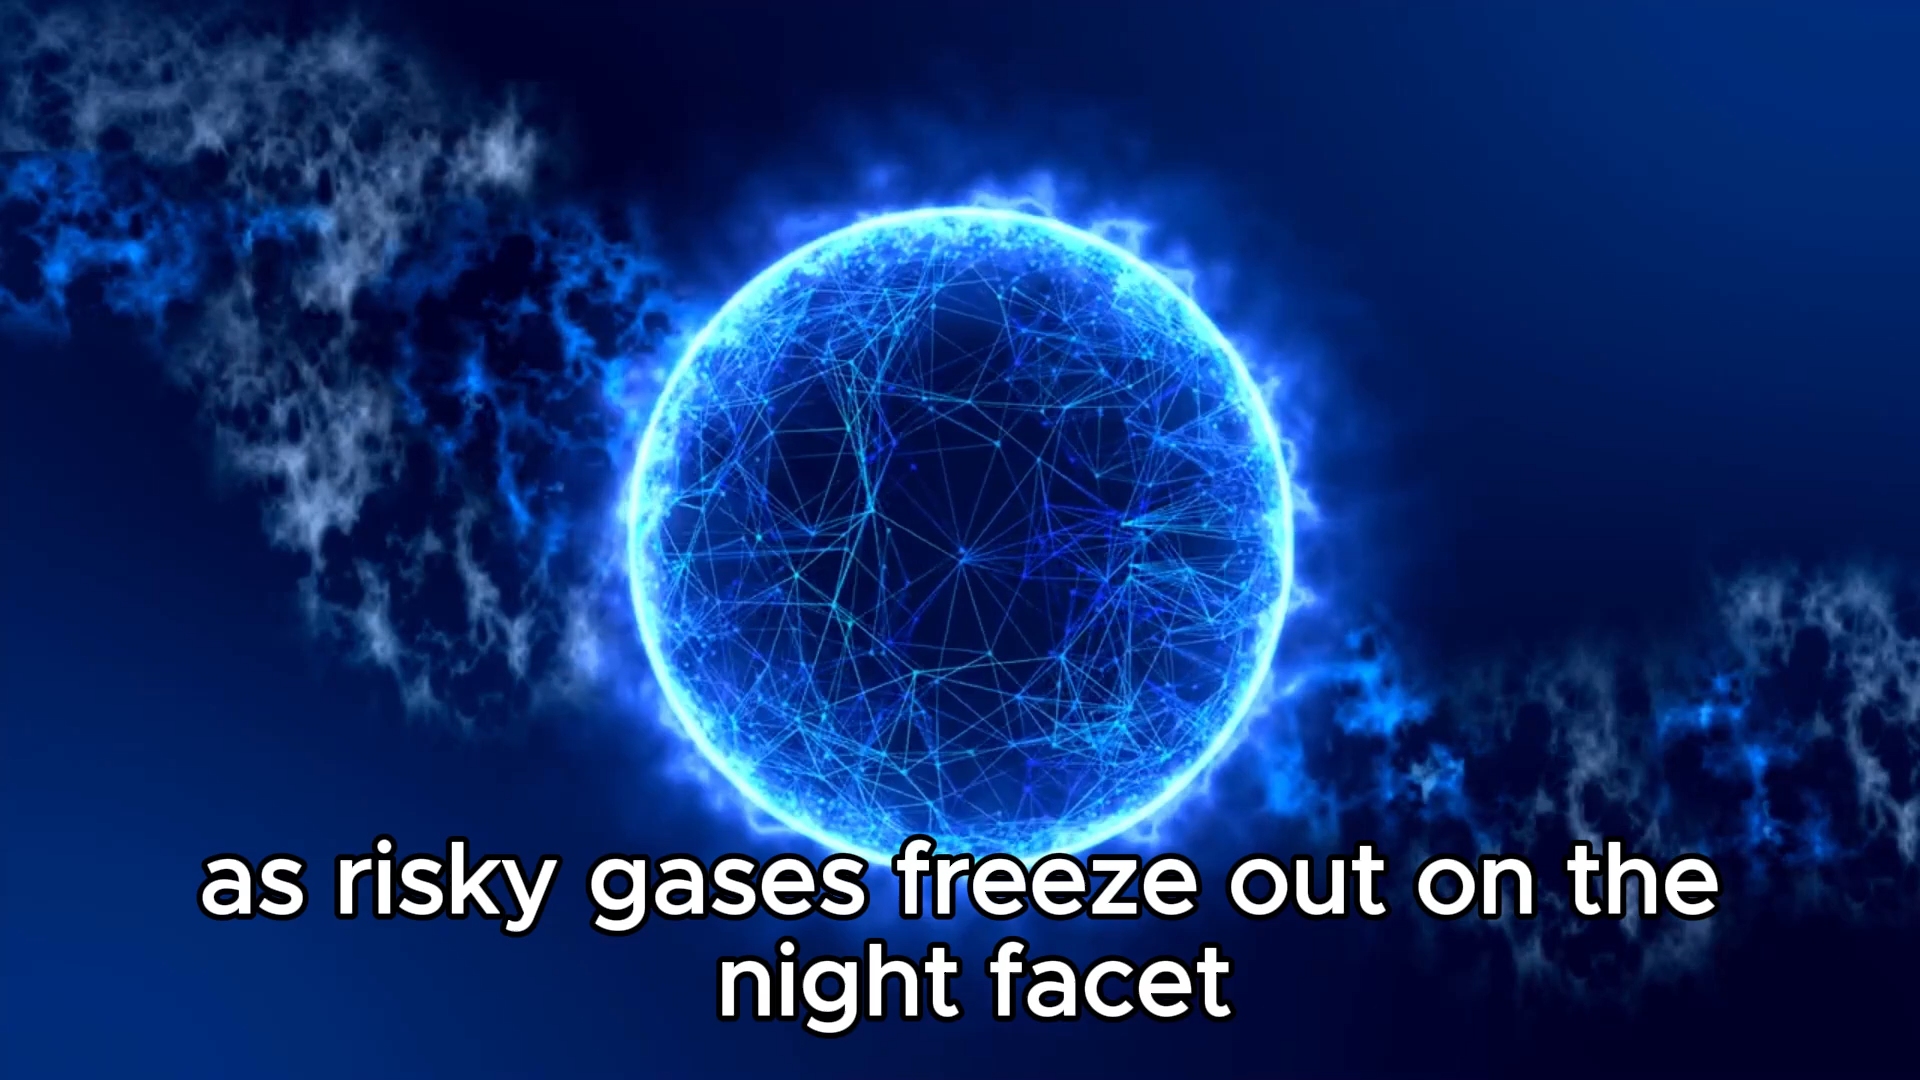 as risky gases freeze out on the
night facet